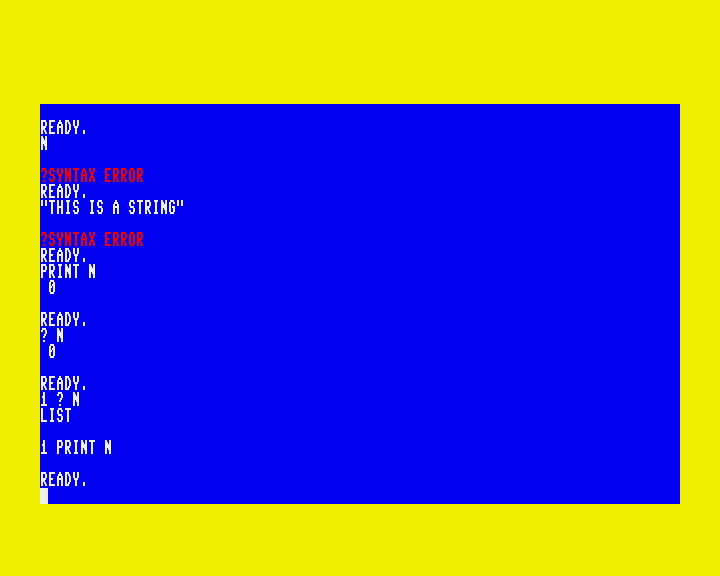 READY.
N
?SYNTAX ERROR
READY.
"THIS IS A STRING"
?SYNTAX ERROR
READY.
PRINT N
0
READY.
? N
0
READY.
1 ? N
LIST
1 PRINT N
READY.